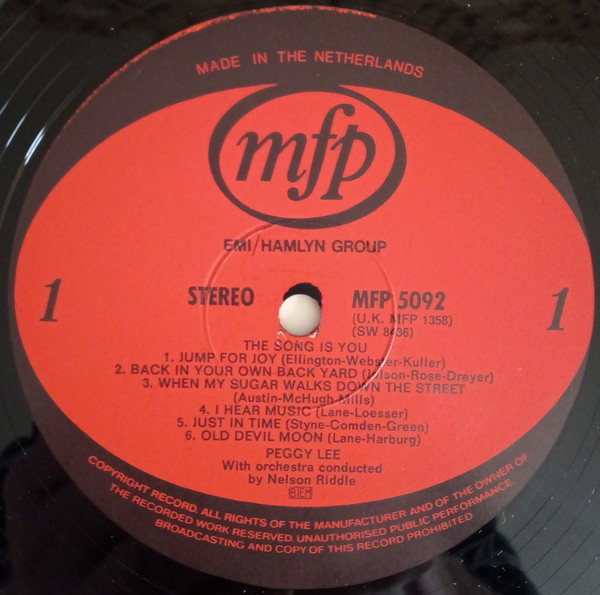 MADE IN THE NETHERLANDS
mfp
EMI/HAMLYN GROUP
1
1
STEREO
MFP 5092
(U.K. MFP 1358)
(SW 8436)
THE SONG IS YOU
1. JUMP FOR JOY (Ellington-Webster-Kuller)
2. BACK IN YOUR OWN BACK YARD (Jolson-Rose-Dreyer)
3. WHEN MY SUGAR WALKS DOWN THE STREET
(Austin-McHugh Mills)
4. I HEAR MUSIC (Lane-Loesser)
5. JUST IN TIME (Styne-Comden-Green)
6. OLD DEVIL MOON (Lane-Harburg)
PEGGY LEE
With orchestra conducted
by Nelson Riddle
BIEM
COPYRIGHT RECORD. ALL RIGHTS OF THE MANUFACTURER AND OF THE OWNER OF
THE RECORDED WORK RESERVED. UNAUTHORISED PUBLIC PERFORMANCE
BROADCASTING AND COPY OF THIS RECORD PROHIBITED